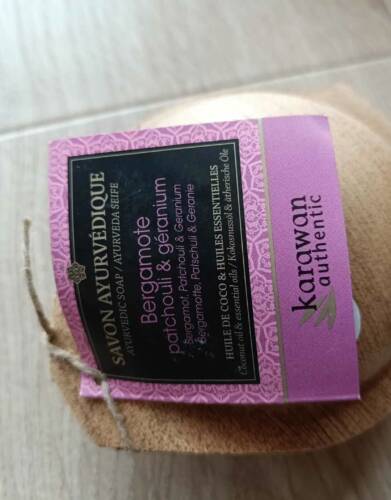 SAVON AYURVÉDIQUE
AYURVEDIC SOAP / AYURVEDA SEIFE
Bergamote
patchouli & géranium
Bergamot, Patchouli & Geranium
Bergamotte, Patschuli & Geranie
HUILE DE COCO & HUILES ESSENTIELLES
Coconut oil & essential oils / Kokosnussöl & ätherische Öle
karawan
authentic